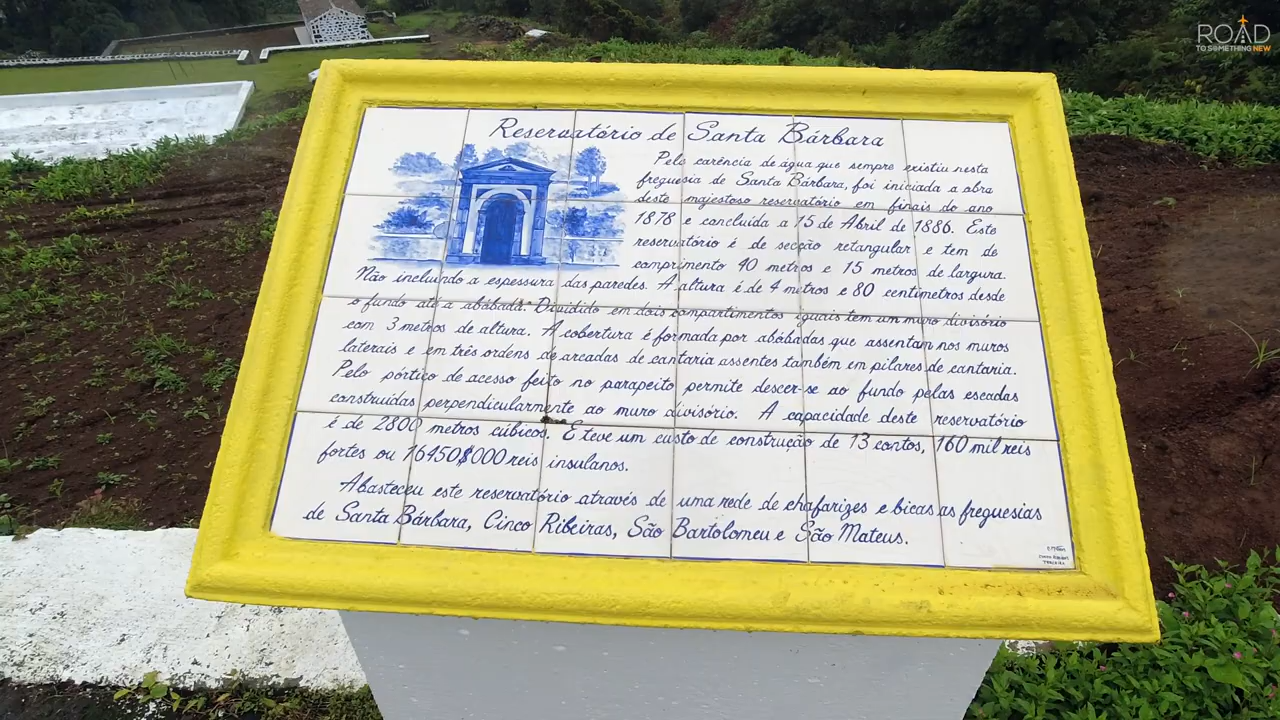 ROAD
TO SOMETHING NEW
Reservatório de Santa Bárbara
Pela carência de água que sempre existiu nesta
freguesia de Santa Bárbara, foi iniciada a obra
deste majestoso reservatório em finais do ano
1878 e concluída a 15 de Abril de 1886. Este
reservatório é de secção retangular e tem de
comprimento 40 metros e 15 metros de largura.
Não incluindo a espessura das paredes. A altura é de 4 metros e 80 centímetros desde
o fundo até a abóbada. Dividido em dois compartimentos iguais tem um muro divisório
com 3 metros de altura. A cobertura é formada por abóbadas que assentam nos muros
laterais e em três ordens de arcadas de cantaria assentes também em pilares de cantaria.
Pelo pórtico de acesso feito no parapeito permite descer-se ao fundo pelas escadas
construídas perpendicularmente ao muro divisório. A capacidade deste reservatório
é de 2800 metros cúbicos. E teve um custo de construção de 13 contos, 160 mil reis
fortes ou 16450$000 reis insulanos.
Abasteceu este reservatório através de uma rede de chafarizes e bicas as freguesias
de Santa Bárbara, Cinco Ribeiras, São Bartolomeu e São Mateus.